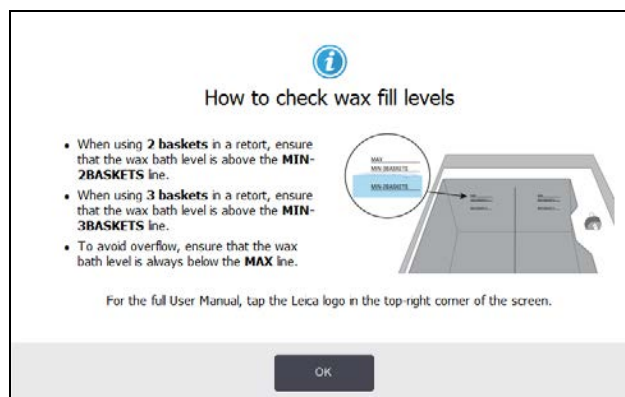 i
How to check wax fill levels
• When using 2 baskets in a retort, ensure
that the wax bath level is above the MIN-
2BASKETS line.
• When using 3 baskets in a retort, ensure
that the wax bath level is above the MIN-
3BASKETS line.
• To avoid overflow, ensure that the wax
bath level is always below the MAX line.
MAX
MIN-3BASKETS
MIN-2BASKETS
For the full User Manual, tap the Leica logo in the top-right corner of the screen.
OK